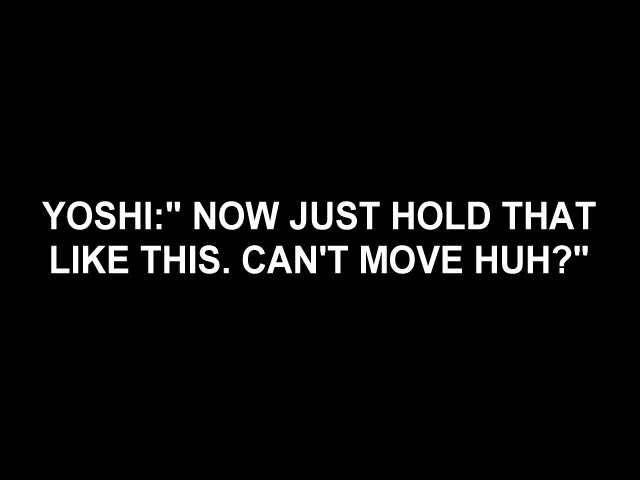 YOSHI:" NOW JUST HOLD THAT
LIKE THIS. CAN'T MOVE HUH?"